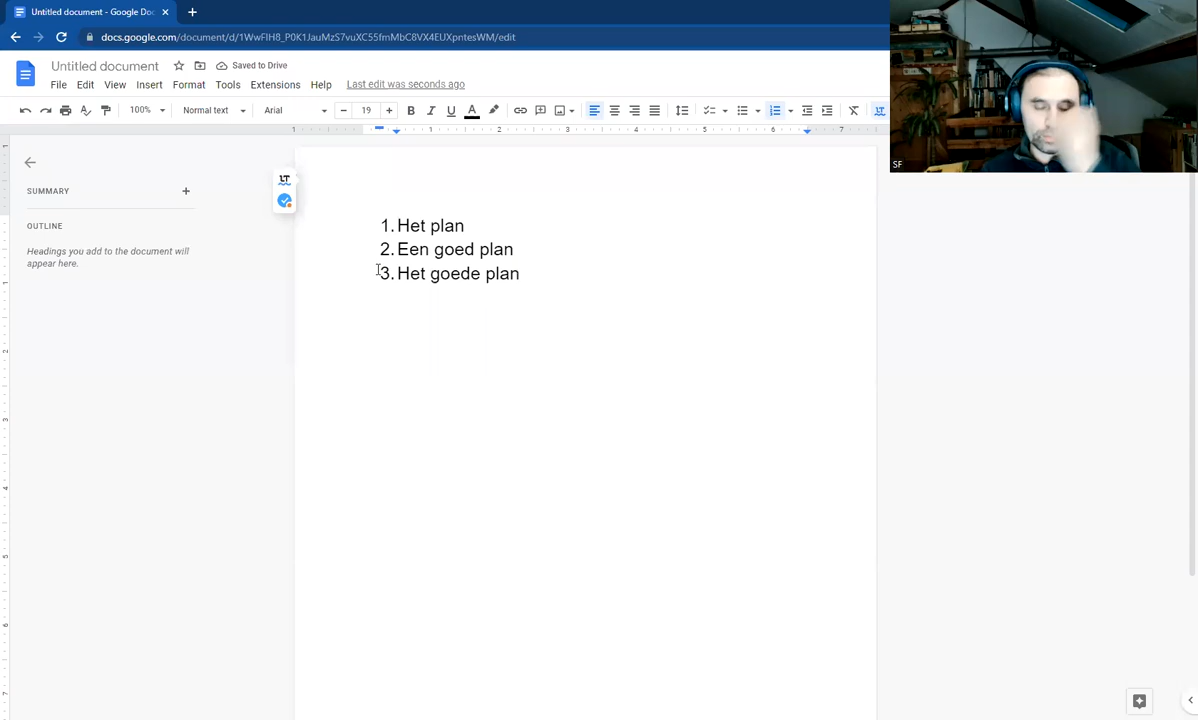 Untitled document - Google Do
docs.google.com/document/d/1WwFlH8_P0K1JauMzS7vuXC55fmMbC8VX4EUXpntesWM/edit
Untitled document
Saved to Drive
File Edit View Insert Format Tools Extensions Help Last edit was seconds ago
100% Normal text Arial 19
SUMMARY
OUTLINE
Headings you add to the document will
appear here.
1. Het plan
2. Een goed plan
3. Het goede plan
SF